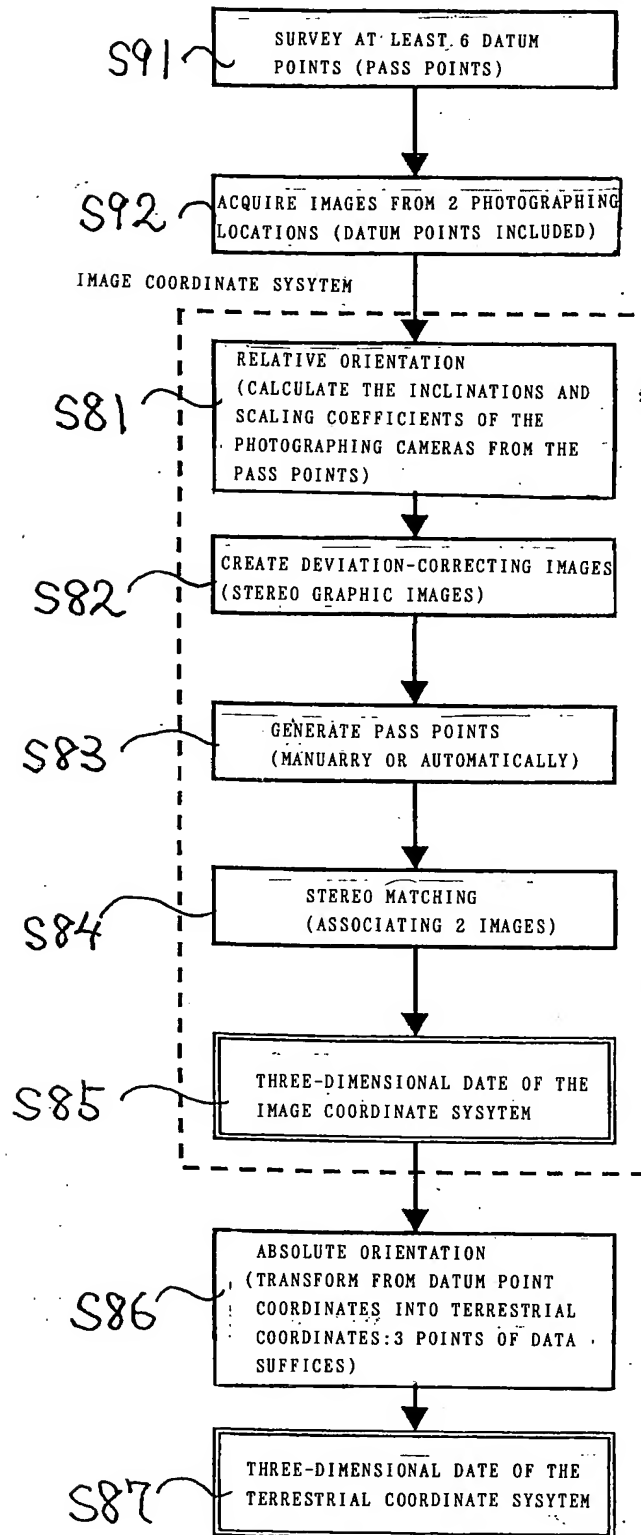 S91
SURVEY AT LEAST 6 DATUM
POINTS (PASS POINTS)
S92
ACQUIRE IMAGES FROM 2 PHOTOGRAPHING
LOCATIONS (DATUM POINTS INCLUDED)
IMAGE COORDINATE SYSYTEM
S81
RELATIVE ORIENTATION
(CALCULATE THE INCLINATIONS AND
SCALING COEFFICIENTS OF THE
PHOTOGRAPHING CAMERAS FROM THE
PASS POINTS)
S82
CREATE DEVIATION-CORRECTING IMAGES
(STEREO GRAPHIC IMAGES)
S83
GENERATE PASS POINTS
(MANUARRY OR AUTOMATICALLY)
S84
STEREO MATCHING
(ASSOCIATING 2 IMAGES)
S85
THREE-DIMENSIONAL DATE OF THE
IMAGE COORDINATE SYSYTEM
S86
ABSOLUTE ORIENTATION
(TRANSFORM FROM DATUM POINT
COORDINATES INTO TERRESTRIAL
COORDINATES:3 POINTS OF DATA
SUFFICES)
S87
THREE-DIMENSIONAL DATE OF THE
TERRESTRIAL COORDINATE SYSYTEM